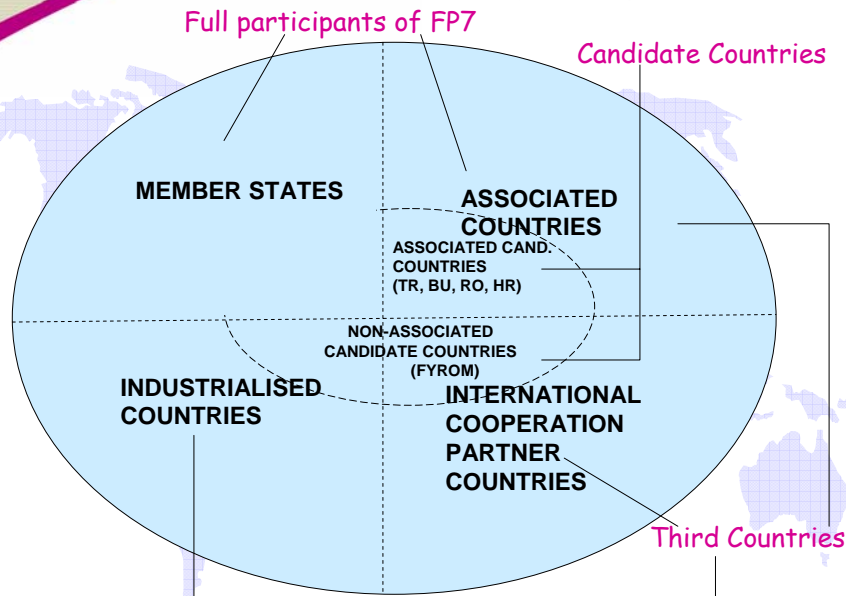 Full participants of FP7
Candidate Countries
MEMBER STATES
ASSOCIATED
COUNTRIES
ASSOCIATED CAND.
COUNTRIES
(TR, BU, RO, HR)
NON-ASSOCIATED
CANDIDATE COUNTRIES
(FYROM)
INDUSTRIALISED
COUNTRIES
INTERNATIONAL
COOPERATION
PARTNER
COUNTRIES
Third Countries